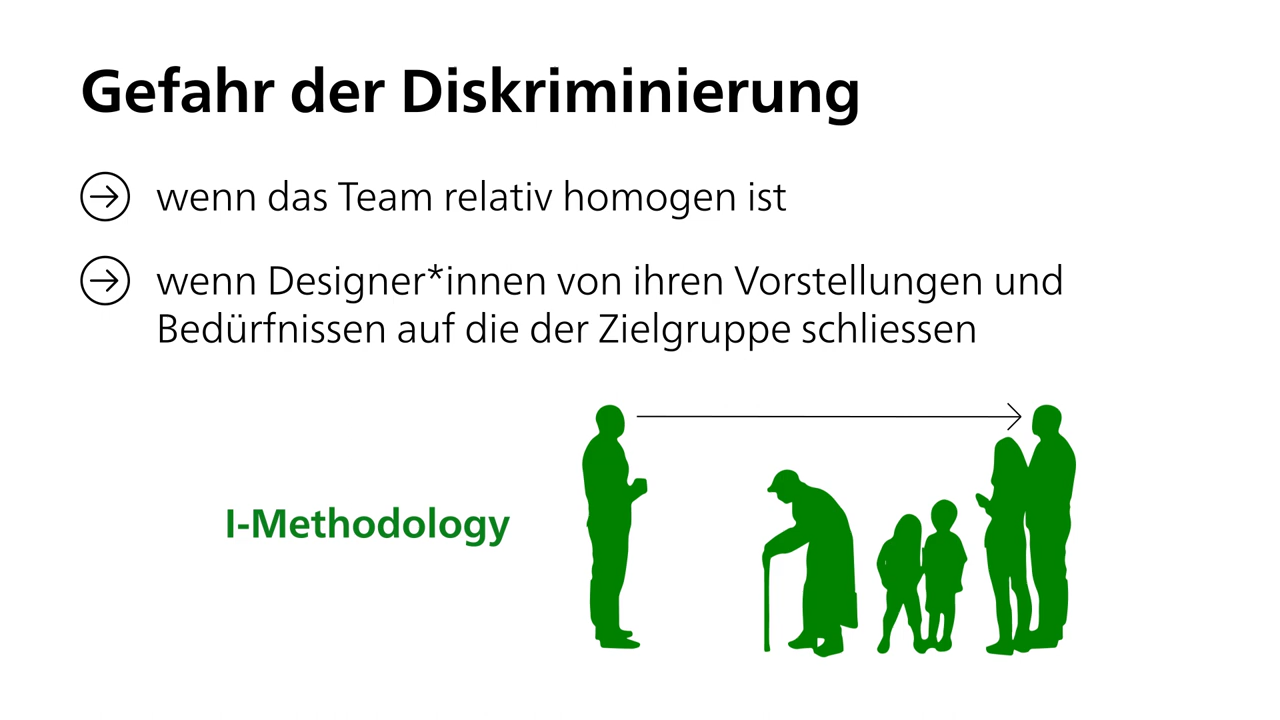 Gefahr der Diskriminierung
wenn das Team relativ homogen ist
wenn Designer*innen von ihren Vorstellungen und
Bedürfnissen auf die der Zielgruppe schliessen
I-Methodology